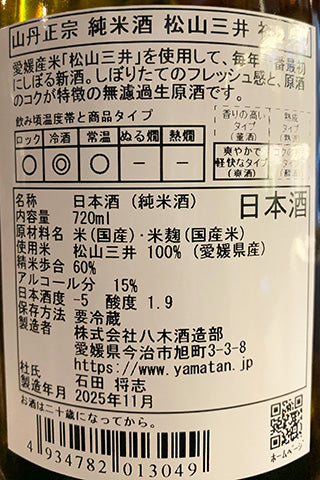 山丹正宗 純米酒 松山三井
愛媛産米「松山三井」を使用して、毎年一番最初
にしぼる新酒。しぼりたてのフレッシュ感と、原酒
のコクが特徴の無濾過生原酒です。
飲み頃温度帯と商品タイプ
ロック 冷酒 常温 ぬる燗 熱燗
○ ◎ ○ － －
香りの高い
タイプ
(薫酒)
熟成
タイプ
爽やかで
軽快なタイプ
(爽酒)
日本酒
名称 日本酒（純米酒）
内容量 720ml
原材料名 米(国産)・米麹(国産米)
使用米 松山三井 100% (愛媛県産)
精米歩合 60%
アルコール分 15%
日本酒度 -5 酸度 1.9
保存方法 要冷蔵
製造者 株式会社八木酒造部
愛媛県今治市旭町3-3-8
https://www.yamatan.jp/
杜氏 石田 将志
製造年月 2025年11月
お酒は二十歳になってから。
4 934782 013049